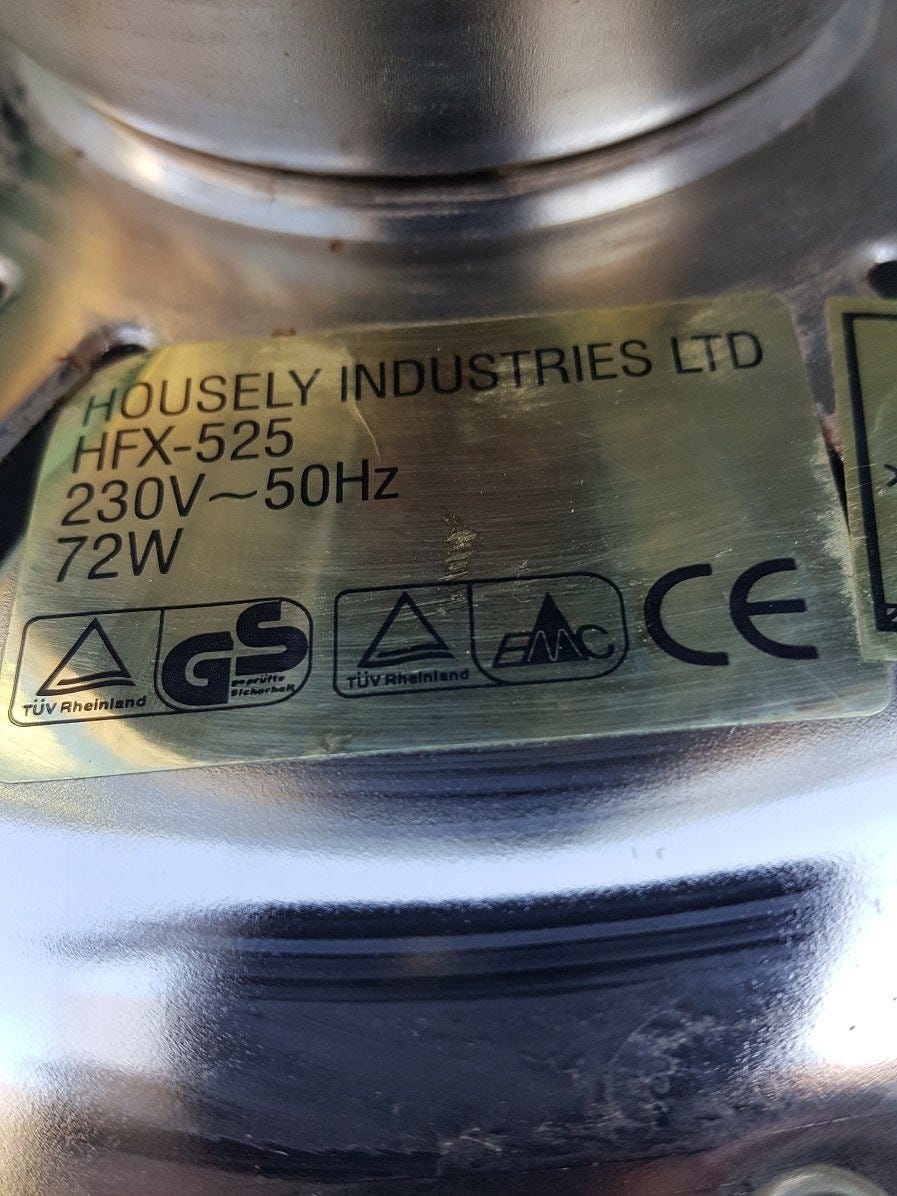 HOUSELY INDUSTRIES LTD
HFX-525
230V~50Hz
72W
TÜV Rheinland
GS
geprüfte
Sicherheit
TÜV Rheinland
EMC
CE